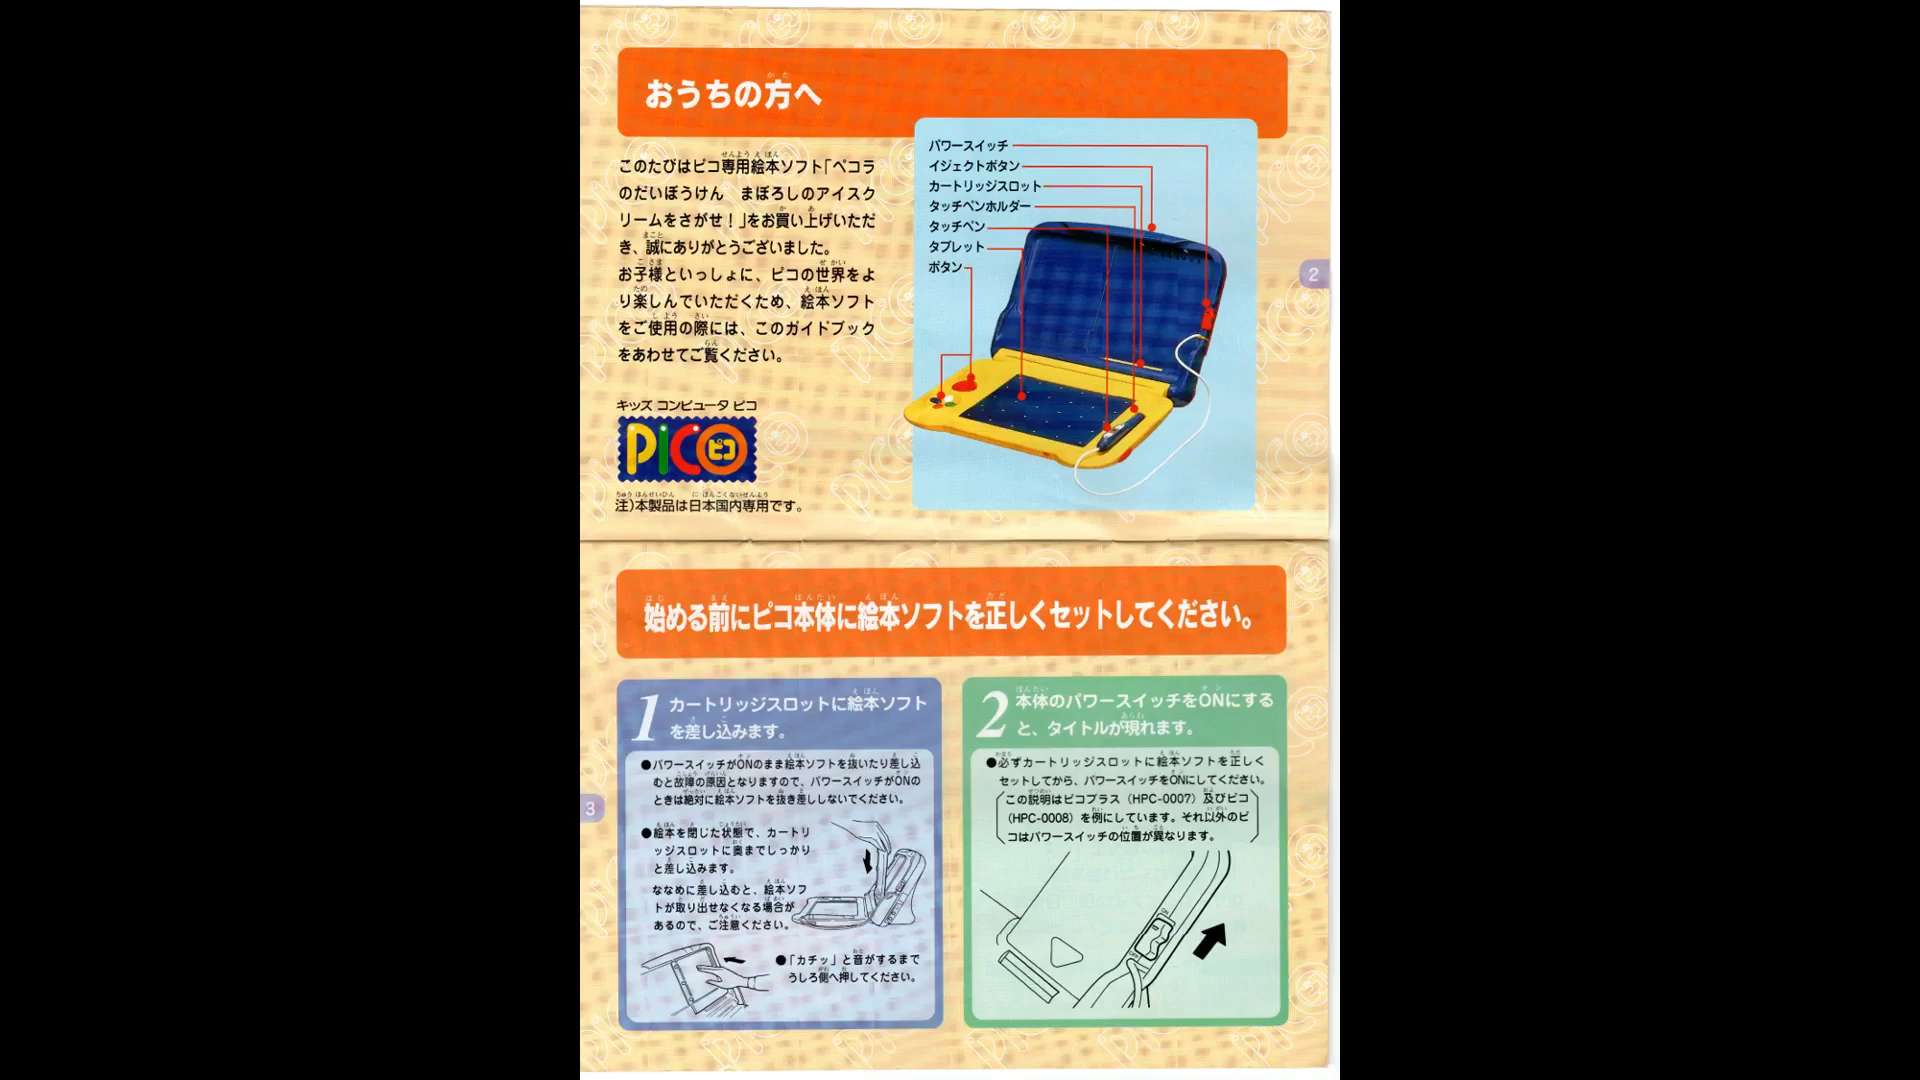 おうちの方へ
このたびはピコ専用絵本ソフト「ペコラ
のだいぼうけん　まぼろしのアイスク
リームをさがせ！」をお買い上げいただ
き、誠にありがとうございました。
お子様といっしょに、ピコの世界をよ
り楽しんでいただくため、絵本ソフト
をご使用の際には、このガイドブック
をあわせてご覧ください。
キッズ コンピュータ ピコ
PICO ピコ
注)本製品は日本国内専用です。
パワースイッチ
イジェクトボタン
カートリッジスロット
タッチペンホルダー
タッチペン
タブレット
ボタン
2
始める前にピコ本体に絵本ソフトを正しくセットしてください。
1 カートリッジスロットに絵本ソフト
を差し込みます。
●パワースイッチがONのまま絵本ソフトを抜いたり差し込
むと故障の原因となりますので、パワースイッチがONの
ときは絶対に絵本ソフトを抜き差ししないでください。
●絵本を閉じた状態で、カートリ
ッジスロットに奥までしっかり
と差し込みます。
ななめに差し込むと、絵本ソフ
トが取り出せなくなる場合が
あるので、ご注意ください。
●「カチッ」と音がするまで
うしろ側へ押してください。
3
2 本体のパワースイッチをONにする
と、タイトルが現れます。
●必ずカートリッジスロットに絵本ソフトを正しく
セットしてから、パワースイッチをONにしてください。
(この説明はピコプラス（HPC-0007）及びピコ
（HPC-0008）を例にしています。それ以外のピ
コはパワースイッチの位置が異なります。)
ON